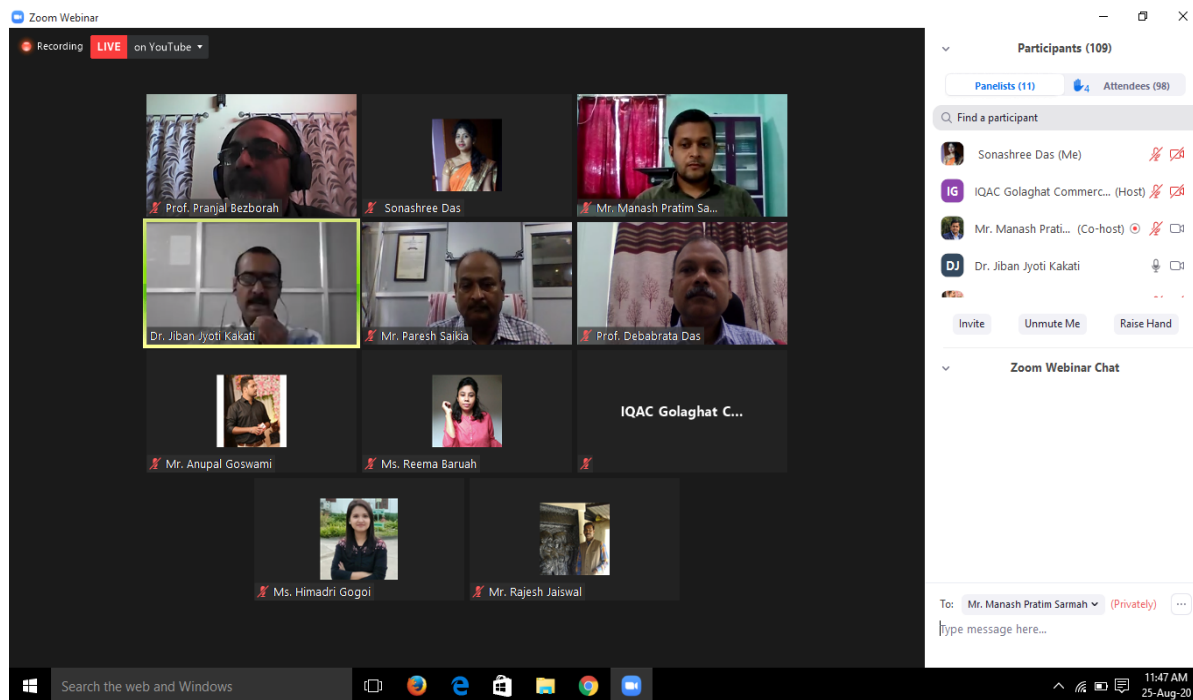 Zoom Webinar
Recording LIVE on YouTube
Prof. Pranjal Bezborah
Sonashree Das
Mr. Manash Pratim Sa...
Dr. Jiban Jyoti Kakati
Mr. Paresh Saikia
Prof. Debabrata Das
Mr. Anupal Goswami
Ms. Reema Baruah
IQAC Golaghat C...
Ms. Himadri Gogoi
Mr. Rajesh Jaiswal
Participants (109)
Panelists (11) 4 Attendees (98)
Find a participant
Sonashree Das (Me)
IG IQAC Golaghat Commerc... (Host)
Mr. Manash Prati... (Co-host)
DJ Dr. Jiban Jyoti Kakati
Invite Unmute Me Raise Hand
Zoom Webinar Chat
To: Mr. Manash Pratim Sarmah (Privately) ...
Type message here...
Search the web and Windows
11:47 AM
25-Aug-20